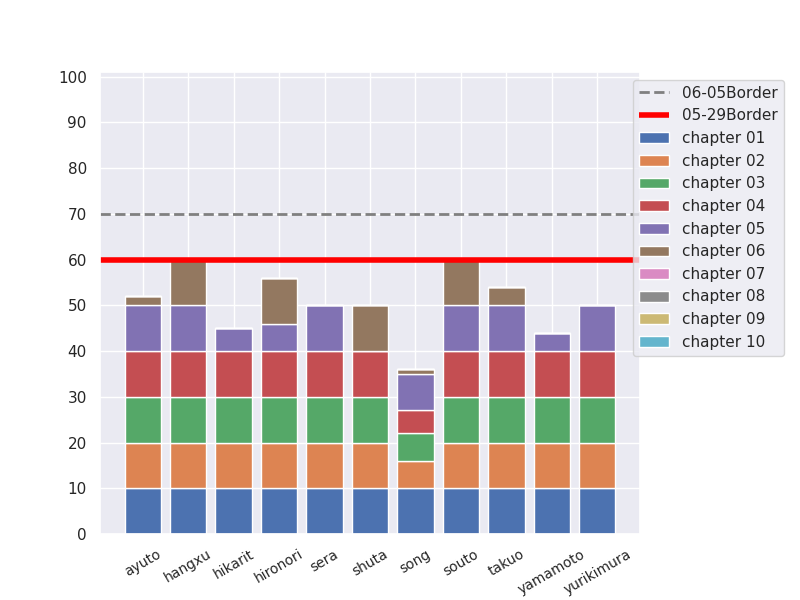 100
90
80
70
60
50
40
30
20
10
0
ayuto
hangxu
hikarit
hironori
sera
shuta
song
souto
takuo
yamamoto
yurikimura
06-05Border
05-29Border
chapter 01
chapter 02
chapter 03
chapter 04
chapter 05
chapter 06
chapter 07
chapter 08
chapter 09
chapter 10